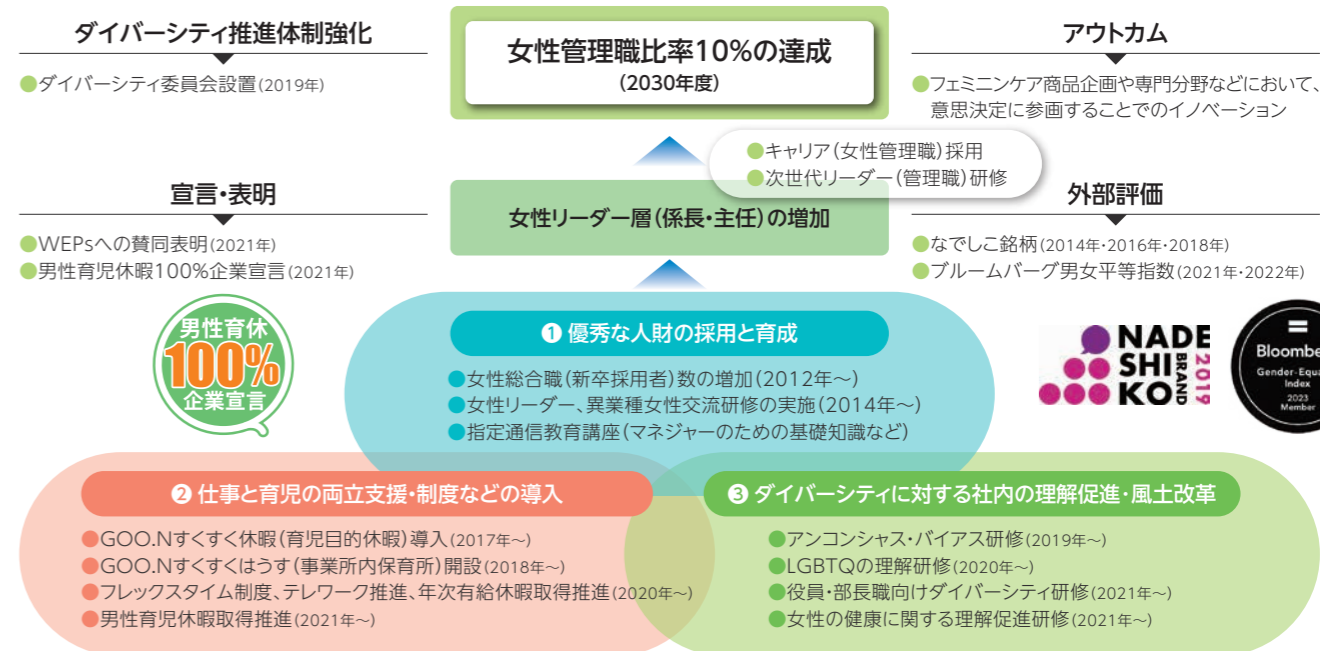 ダイバーシティ推進体制強化
●ダイバーシティ委員会設置(2019年)
女性管理職比率10%の達成
(2030年度)
アウトカム
●フェミニンケア商品企画や専門分野などにおいて、
意思決定に参画することでのイノベーション
●キャリア(女性管理職)採用
●次世代リーダー(管理職)研修
宣言・表明
●WEPsへの賛同表明(2021年)
●男性育児休暇100%企業宣言(2021年)
男性育休
100%
企業宣言
女性リーダー層(係長・主任)の増加
外部評価
●なでしこ銘柄(2014年・2016年・2018年)
●ブルームバーグ男女平等指数(2021年・2022年)
NADE
SHI
KO
BRAND
2019
Gender-Equa
Index
2023
Member
❶ 優秀な人財の採用と育成
●女性総合職(新卒採用者)数の増加(2012年~)
●女性リーダー、異業種女性交流研修の実施(2014年~)
●指定通信教育講座(マネジャーのための基礎知識など)
❷ 仕事と育児の両立支援・制度などの導入
●GOO.Nすくすく休暇(育児目的休暇)導入(2017年~)
●GOO.Nすくすくはうす(事業所内保育所)開設(2018年~)
●フレックスタイム制度、テレワーク推進、年次有給休暇取得推進(2020年~)
●男性育児休暇取得推進(2021年~)
❸ ダイバーシティに対する社内の理解促進・風土改革
●アンコンシャス・バイアス研修(2019年~)
●LGBTQの理解研修(2020年~)
●役員・部長職向けダイバーシティ研修(2021年~)
●女性の健康に関する理解促進研修(2021年~)